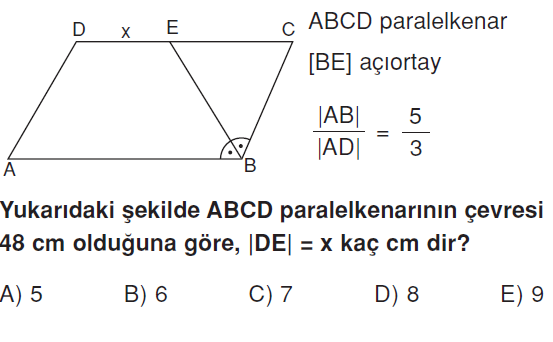 D x E C ABCD paralelkenar
[BE] açıortay
|AB| / |AD| = 5 / 3
A B
Yukarıdaki şekilde ABCD paralelkenarının çevresi
48 cm olduğuna göre, |DE| = x kaç cm dir?
A) 5 B) 6 C) 7 D) 8 E) 9